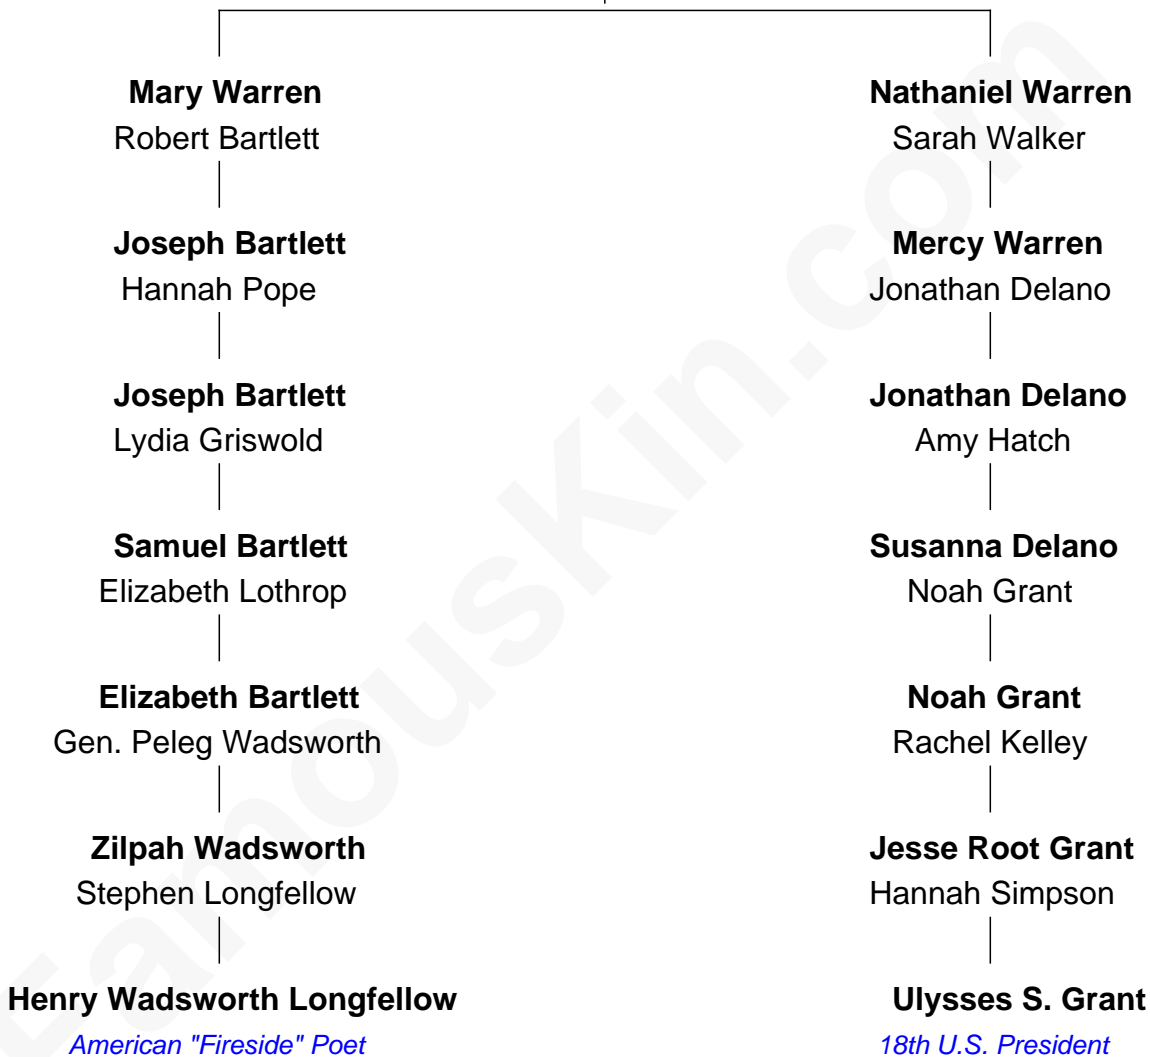 Mary Warren
Robert Bartlett
Nathaniel Warren
Sarah Walker
Joseph Bartlett
Hannah Pope
Mercy Warren
Jonathan Delano
Joseph Bartlett
Lydia Griswold
Jonathan Delano
Amy Hatch
Samuel Bartlett
Elizabeth Lothrop
Susanna Delano
Noah Grant
Elizabeth Bartlett
Gen. Peleg Wadsworth
Noah Grant
Rachel Kelley
Zilpah Wadsworth
Stephen Longfellow
Jesse Root Grant
Hannah Simpson
Henry Wadsworth Longfellow
American "Fireside" Poet
Ulysses S. Grant
18th U.S. President
FamousKin.com